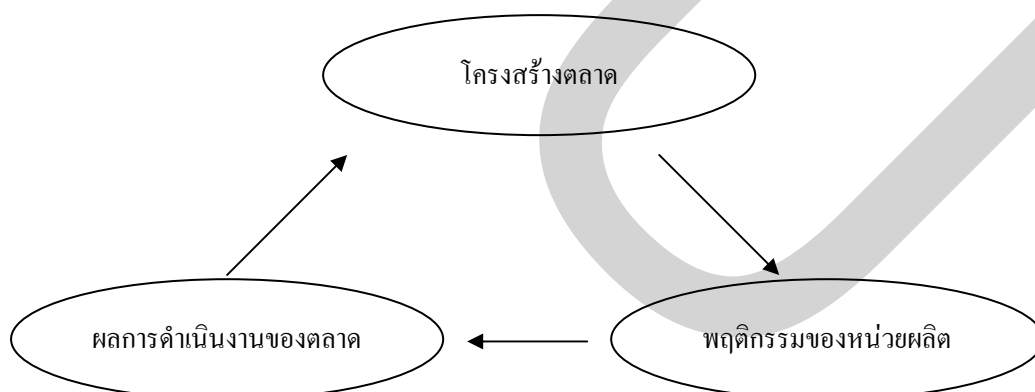 โครงสร้างตลาด
ผลการดำเนินงานของตลาด
พฤติกรรมของหน่วยผลิต